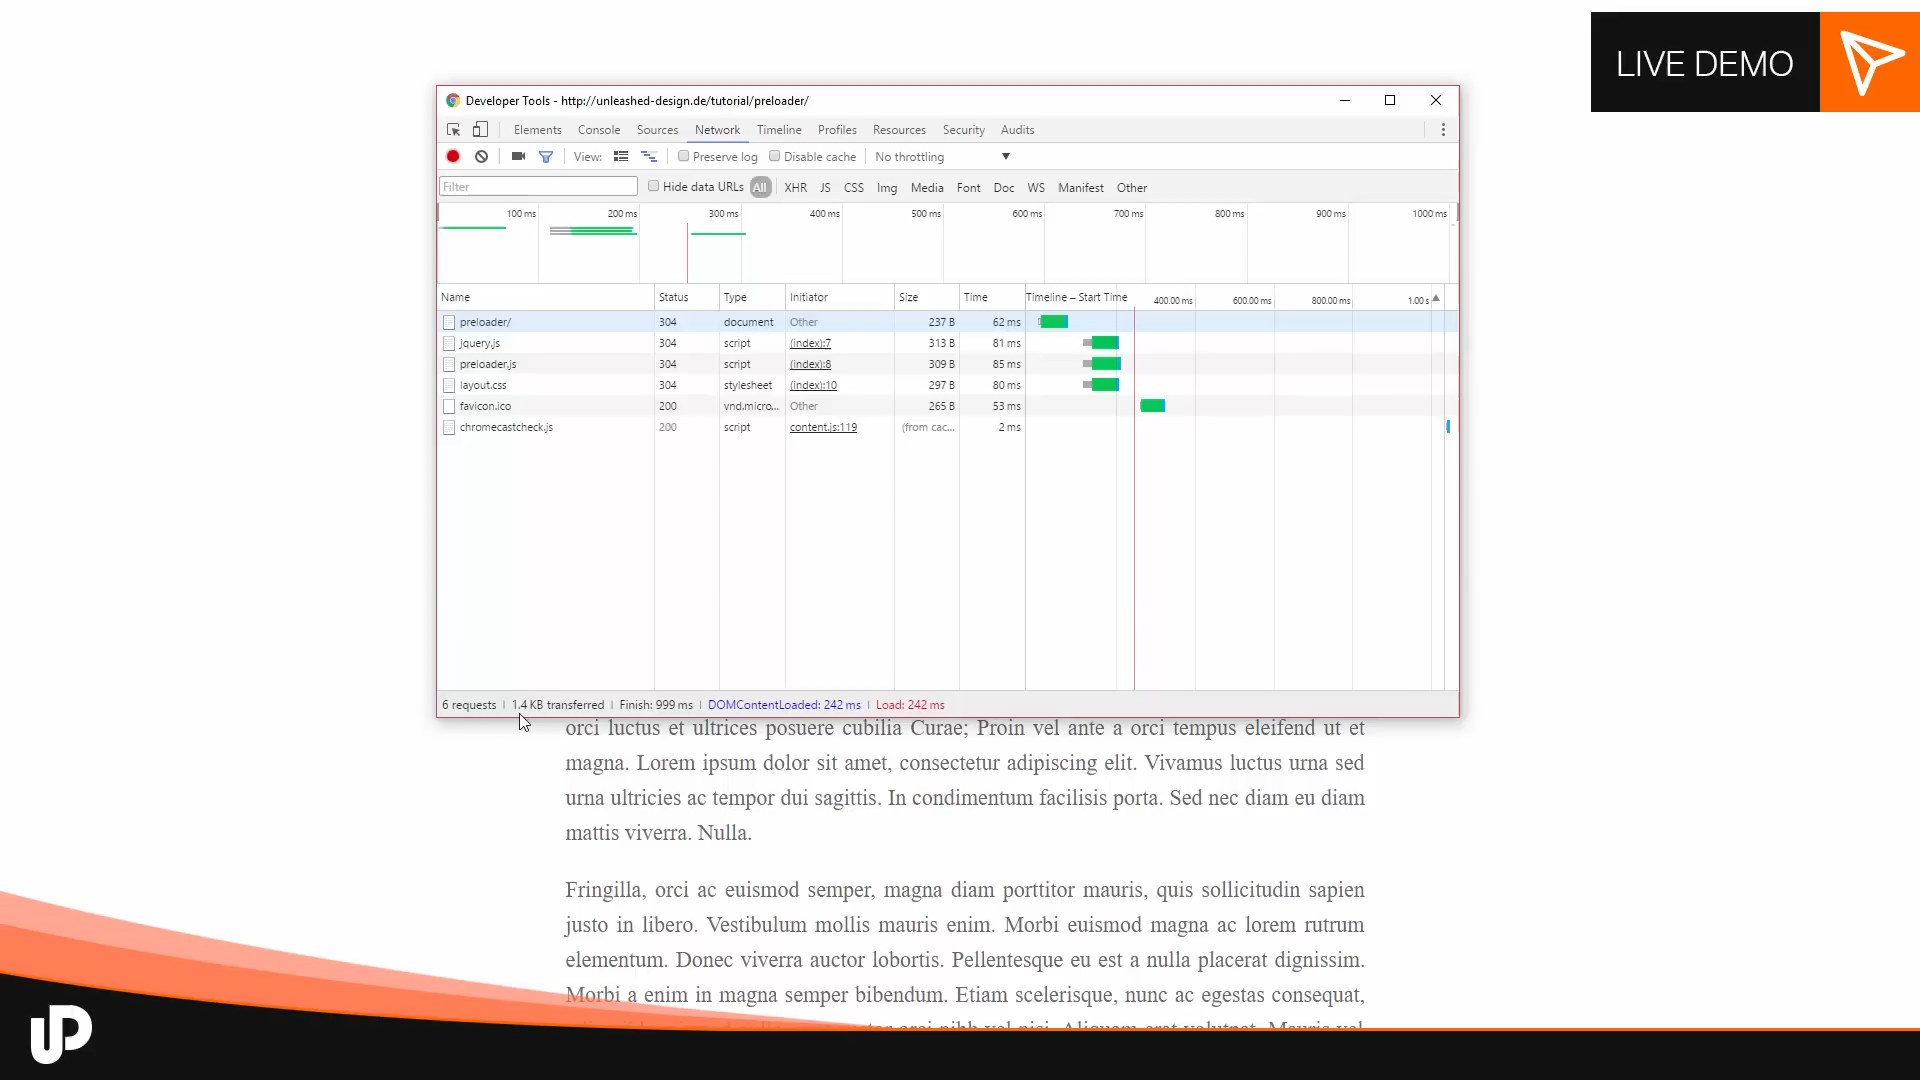 LIVE DEMO
Developer Tools - http://unleashed-design.de/tutorial/preloader/
Elements Console Sources Network Timeline Profiles Resources Security Audits
View: Preserve log Disable cache No throttling ▼
Filter Hide data URLs All XHR JS CSS Img Media Font Doc WS Manifest Other
100 ms 200 ms 300 ms 400 ms 500 ms 600 ms 700 ms 800 ms 900 ms 1000 ms
Name Status Type Initiator Size Time Timeline – Start Time 400.00 ms 600.00 ms 800.00 ms 1.00 s ▲
preloader/ 304 document Other 237 B 62 ms
jquery.js 304 script (index):7 313 B 81 ms
preloader.js 304 script (index):8 309 B 85 ms
layout.css 304 stylesheet (index):10 297 B 80 ms
favicon.ico 200 vnd.micro... Other 265 B 53 ms
chromecastcheck.js 200 script content.js:119 (from cac... 2 ms
6 requests | 1.4 KB transferred | Finish: 999 ms | DOMContentLoaded: 242 ms | Load: 242 ms
orci luctus et ultrices posuere cubilia Curae; Proin vel ante a orci tempus eleifend ut et
magna. Lorem ipsum dolor sit amet, consectetur adipiscing elit. Vivamus luctus urna sed
urna ultricies ac tempor dui sagittis. In condimentum facilisis porta. Sed nec diam eu diam
mattis viverra. Nulla.
Fringilla, orci ac euismod semper, magna diam porttitor mauris, quis sollicitudin sapien
justo in libero. Vestibulum mollis mauris enim. Morbi euismod magna ac lorem rutrum
elementum. Donec viverra auctor lobortis. Pellentesque eu est a nulla placerat dignissim.
Morbi a enim in magna semper bibendum. Etiam scelerisque, nunc ac egestas consequat,
orci nibh vel nisi. Aliquam erat volutpat. Mauris vel
UP